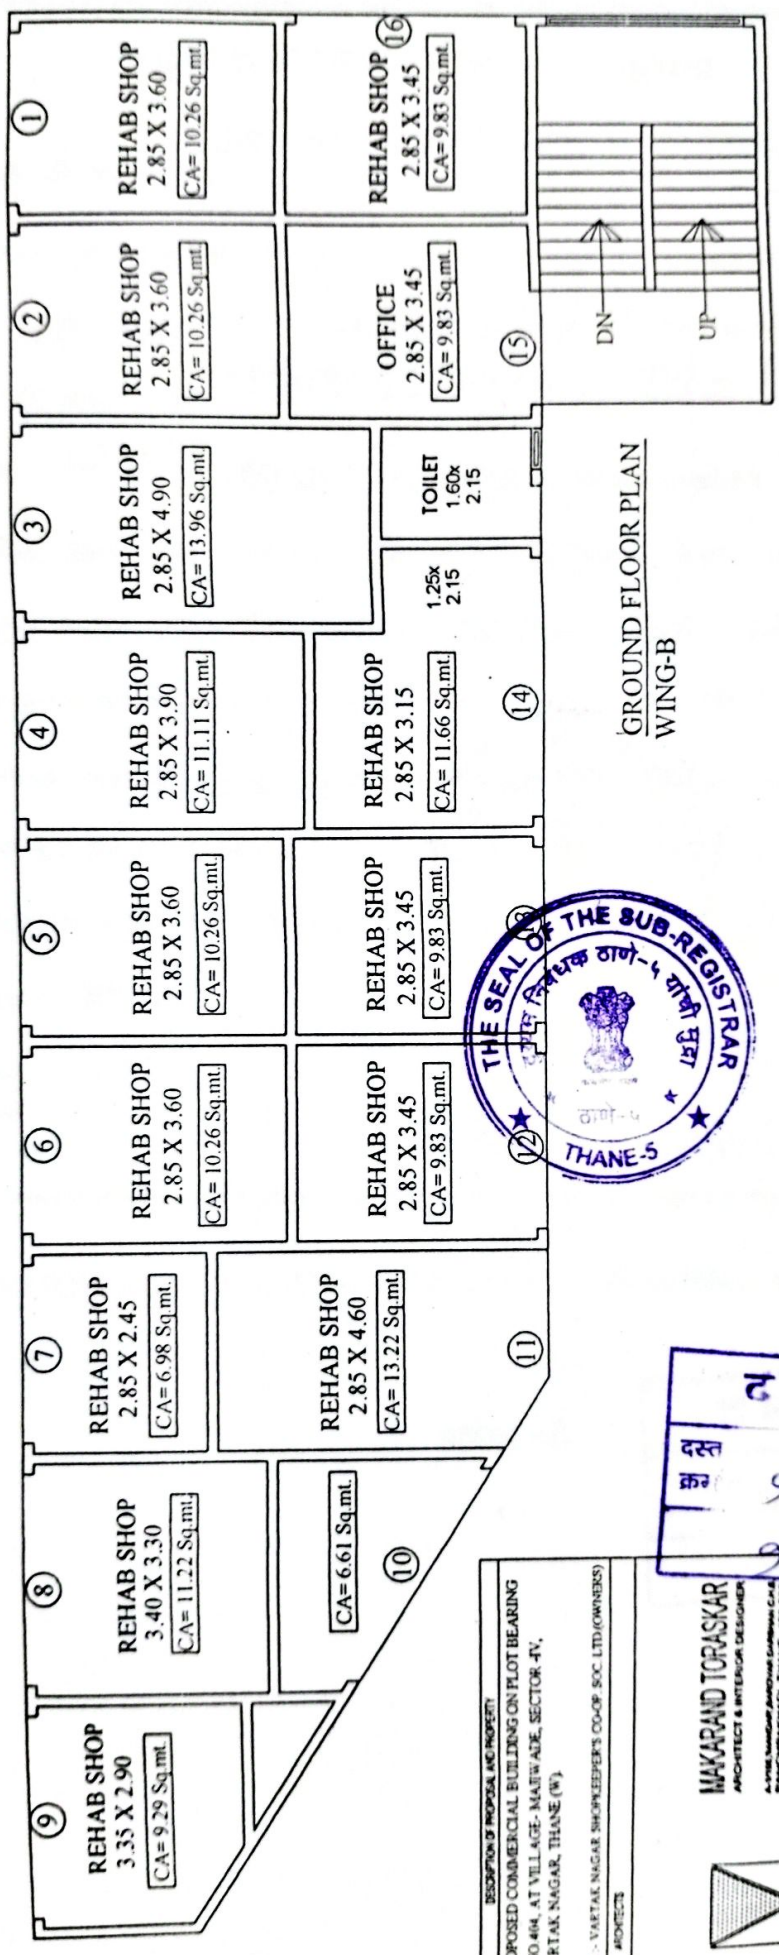 ①
REHAB SHOP
2.85 X 3.60
CA= 10.26 Sq.mt.
②
REHAB SHOP
2.85 X 3.60
CA= 10.26 Sq.mt.
③
REHAB SHOP
2.85 X 4.90
CA= 13.96 Sq.mt.
④
REHAB SHOP
2.85 X 3.90
CA= 11.11 Sq.mt.
⑤
REHAB SHOP
2.85 X 3.60
CA= 10.26 Sq.mt.
⑥
REHAB SHOP
2.85 X 3.60
CA= 10.26 Sq.mt.
⑦
REHAB SHOP
2.85 X 2.45
CA= 6.98 Sq.mt.
⑧
REHAB SHOP
3.40 X 3.30
CA= 11.22 Sq.mt.
⑨
REHAB SHOP
3.35 X 2.90
CA= 9.29 Sq.mt.
CA= 6.61 Sq.mt.
⑩
REHAB SHOP
2.85 X 4.60
CA= 13.22 Sq.mt.
⑪
REHAB SHOP
2.85 X 3.45
CA= 9.83 Sq.mt.
⑫
REHAB SHOP
2.85 X 3.45
CA= 9.83 Sq.mt.
⑬
REHAB SHOP
2.85 X 3.15
CA= 11.66 Sq.mt.
⑭
1.25x
2.15
TOILET
1.60x
2.15
OFFICE
2.85 X 3.45
CA= 9.83 Sq.mt.
⑮
⑯
REHAB SHOP
2.85 X 3.45
CA= 9.83 Sq.mt.
DN
UP
GROUND FLOOR PLAN
WING-B
THE SEAL OF THE SUB-REGISTRAR
निबंधक ठाणे-५ यांची मुद्रा
ठाणे-५
THANE-5
दस्त
क्रम
DESCRIPTION OF PROPOSAL AND PROPERTY
POSED COMMERCIAL BUILDING ON PLOT BEARING
O.404, AT VILLAGE- MAJIWADE, SECTOR -IV,
RTAK NAGAR, THANE (W).
:- VARTAK NAGAR SHOPKEEPER'S CO-OP. SOC. LTD.(OWNERS)
ARCHITECTS
MAKARAND TORASKAR
ARCHITECT & INTERIOR DESIGNER